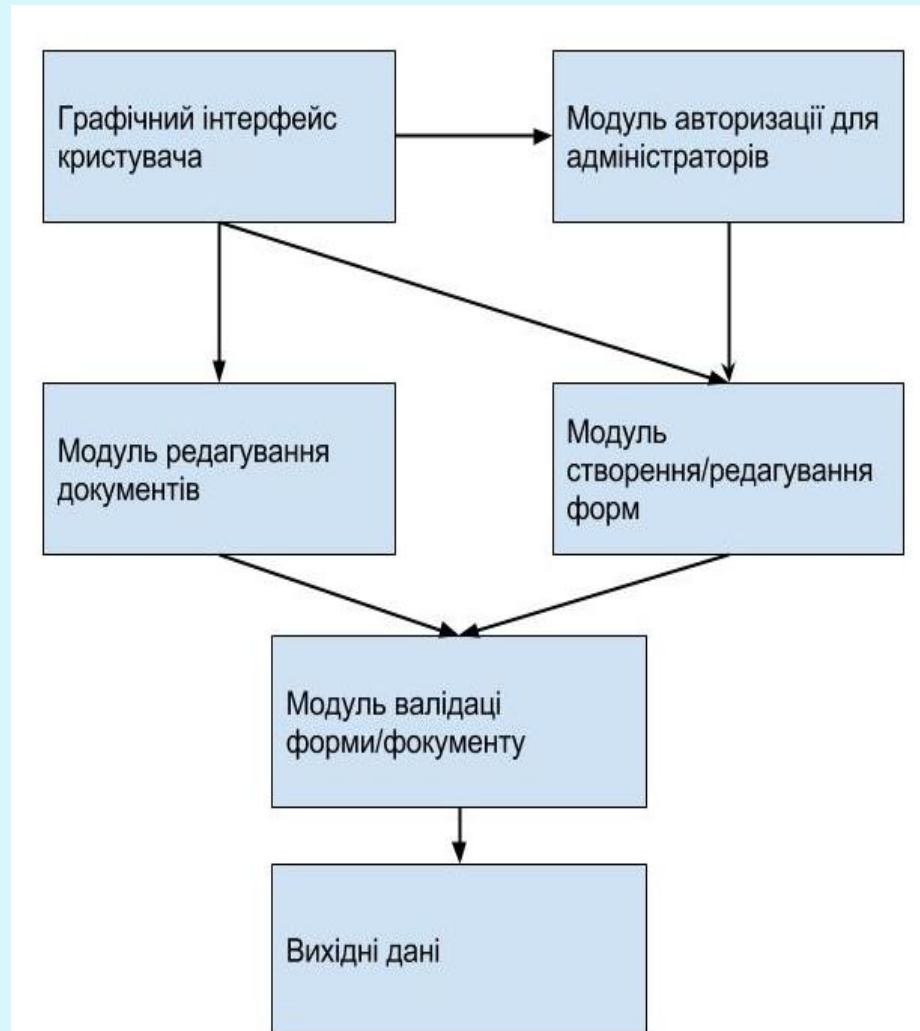 Графічний інтерфейс
кристувача
Модуль авторизації для
адміністраторів
Модуль редагування
документів
Модуль
створення/редагування
форм
Модуль валідаці
форми/фокументу
Вихідні дані